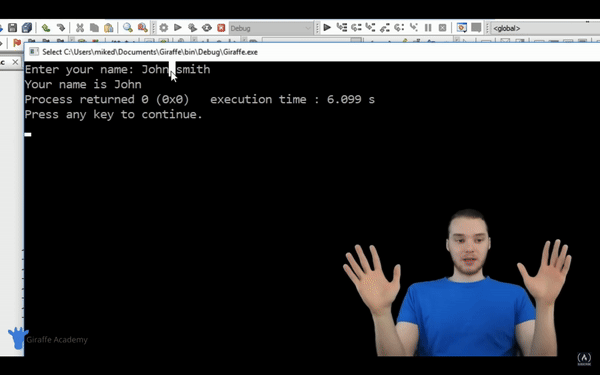 Debug
<global>
Select C:\Users\miked\Documents\Giraffe\bin\Debug\Giraffe.exe
sc
Enter your name: John smith
Your name is John
Process returned 0 (0x0)   execution time : 6.099 s
Press any key to continue.
Giraffe Academy